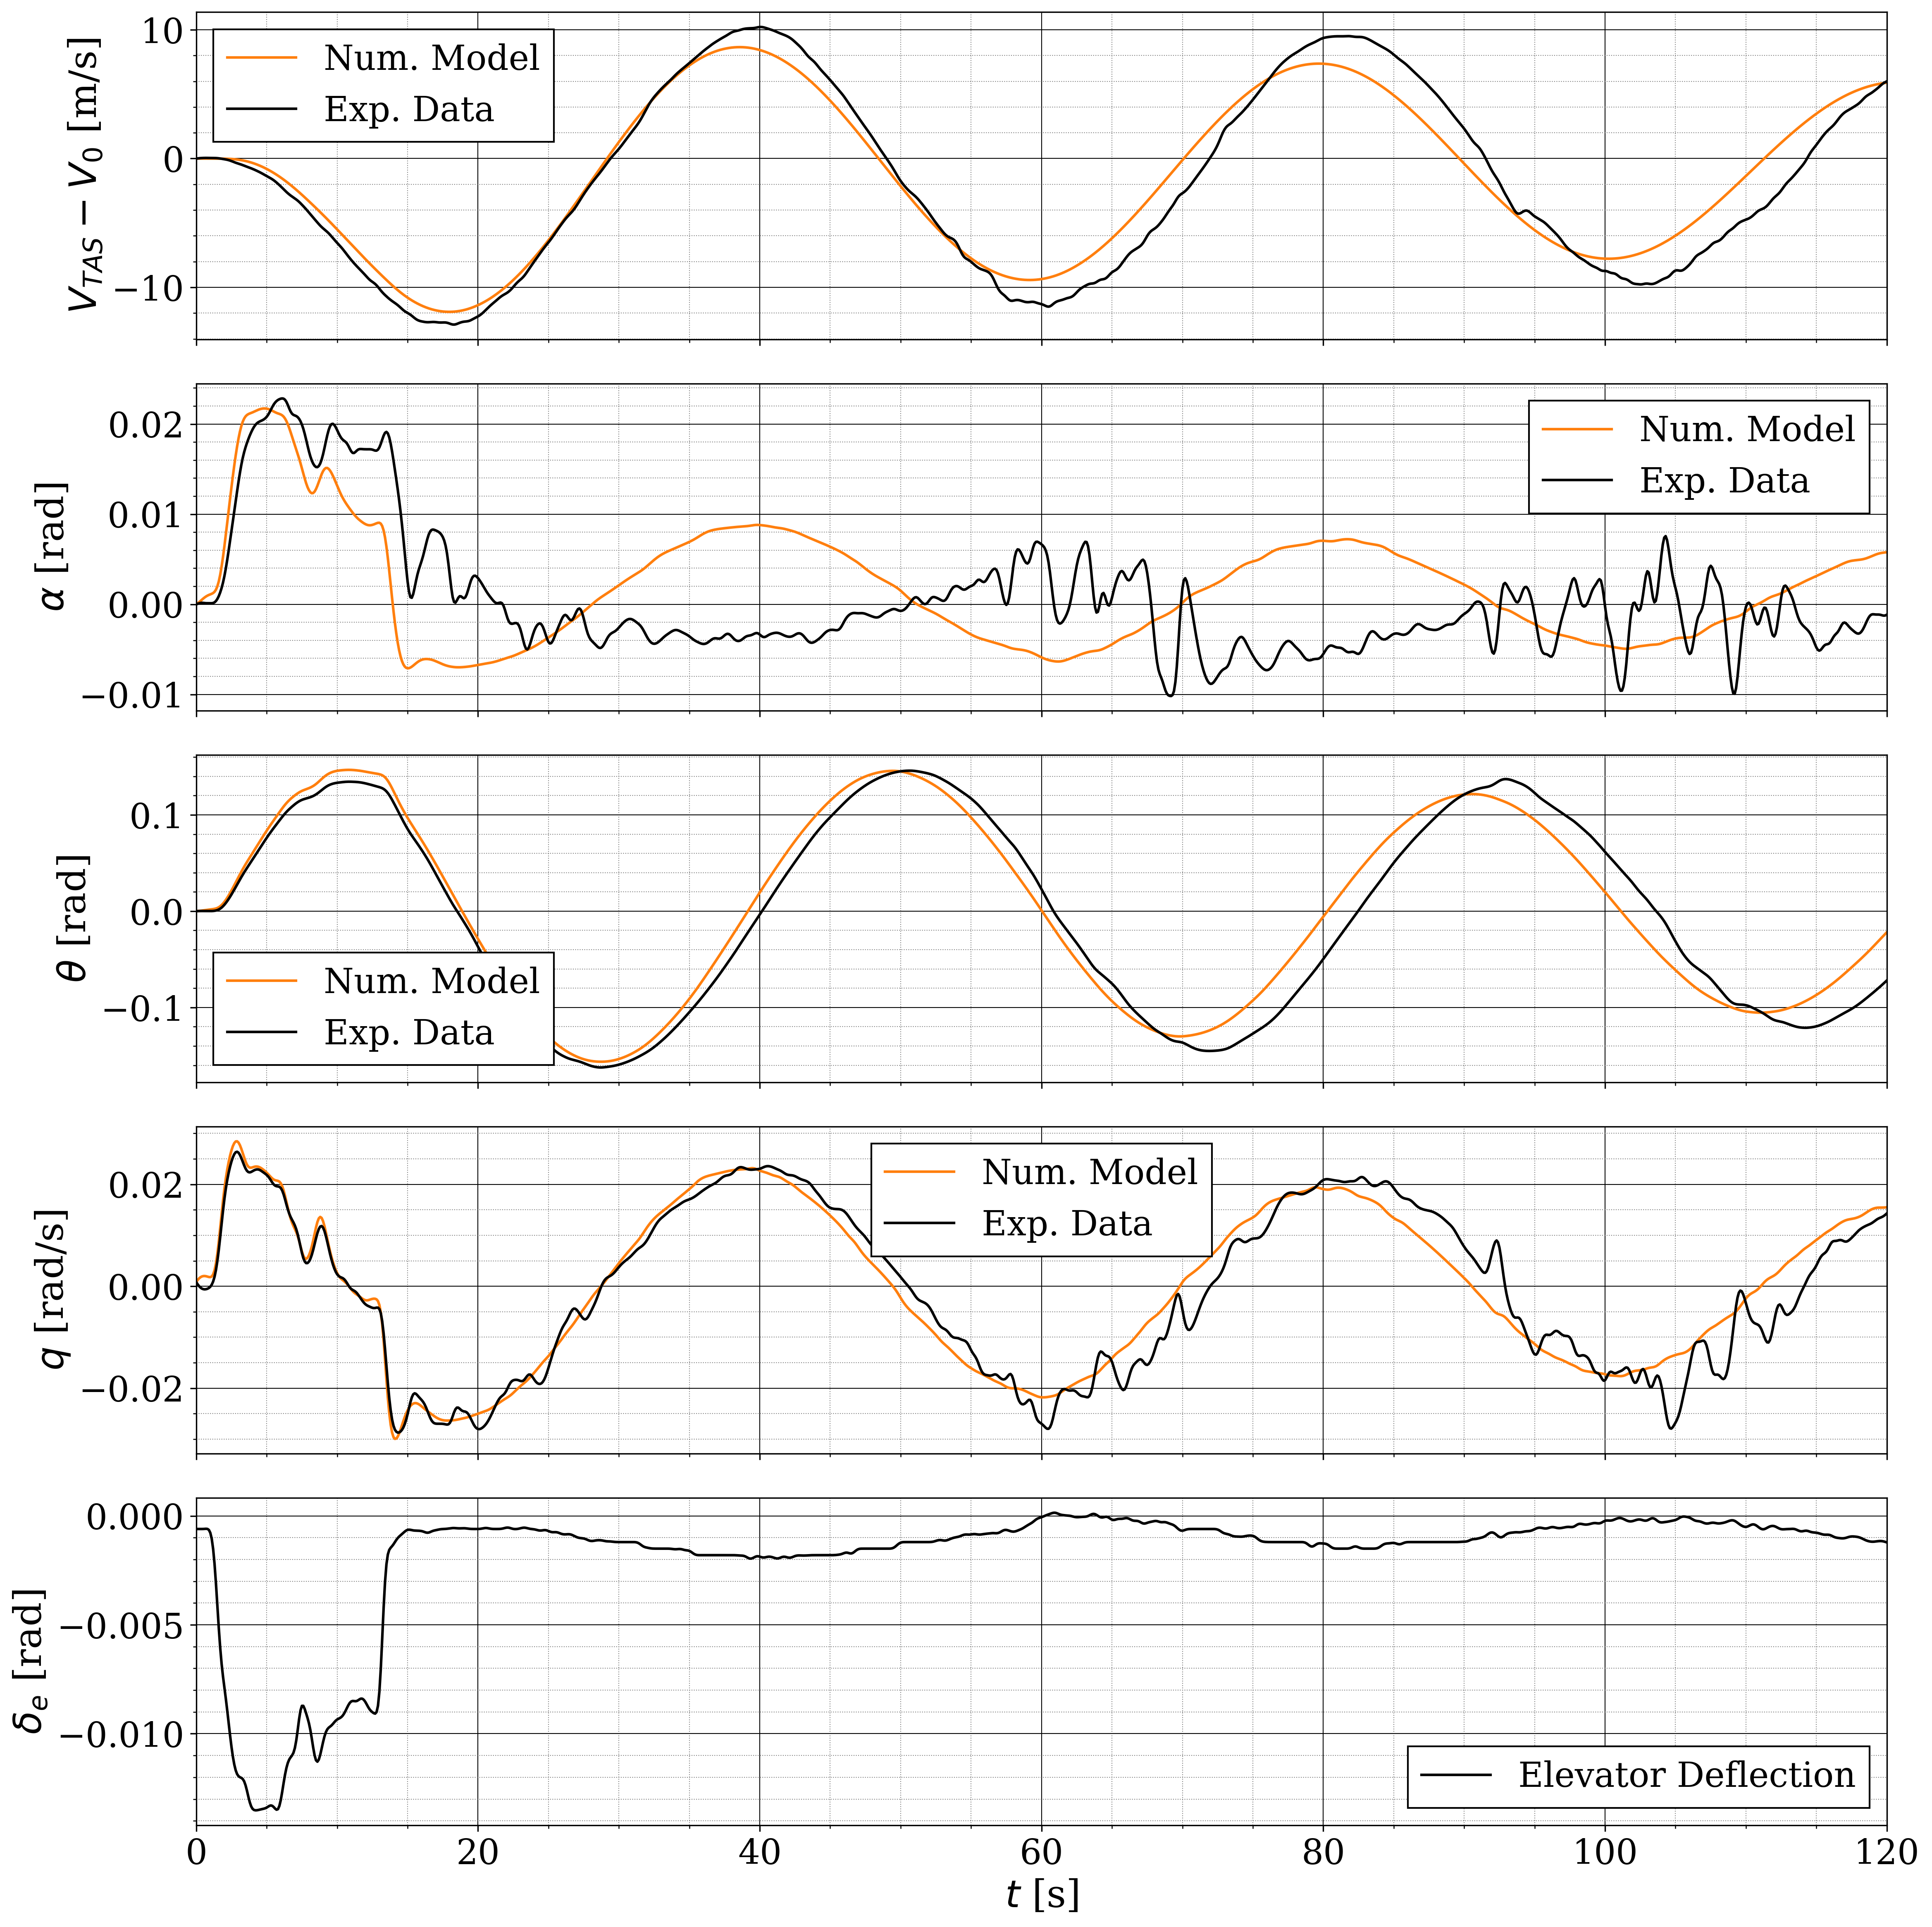 V_TAS − V_0 [m/s]
10
0
−10
Num. Model
Exp. Data
α [rad]
0.02
0.01
0.00
−0.01
Num. Model
Exp. Data
θ [rad]
0.1
0.0
−0.1
Num. Model
Exp. Data
q [rad/s]
0.02
0.00
−0.02
Num. Model
Exp. Data
δ_e [rad]
0.000
−0.005
−0.010
Elevator Deflection
0 20 40 60 80 100 120
t [s]